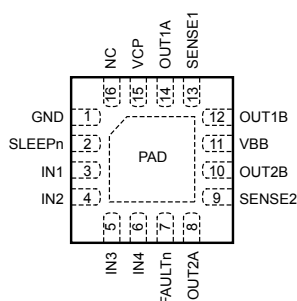 NC
VCP
OUT1A
SENSE1
16
15
14
13
GND 1
SLEEPn 2
IN1 3
IN2 4
PAD
12 OUT1B
11 VBB
10 OUT2B
9 SENSE2
5
6
7
8
IN3
IN4
FAULTn
OUT2A